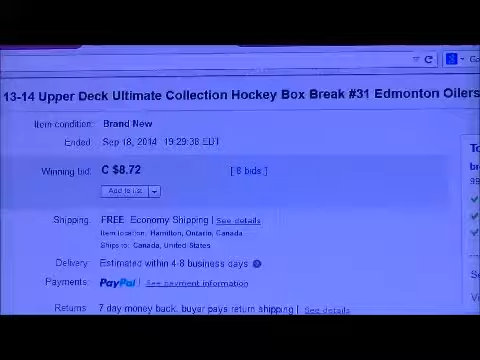 13-14 Upper Deck Ultimate Collection Hockey Box Break #31 Edmonton Oilers
Item condition: Brand New
Ended: Sep 18, 2014 19:29:38 EDT
Winning bid: C $8.72 [ 6 bids ]
Add to list
Shipping: FREE Economy Shipping | See details
Item location: Hamilton, Ontario, Canada
Ships to: Canada, United States
Delivery: Estimated within 4-8 business days
Payments: PayPal | See payment information
Returns: 7 day money back, buyer pays return shipping | See details